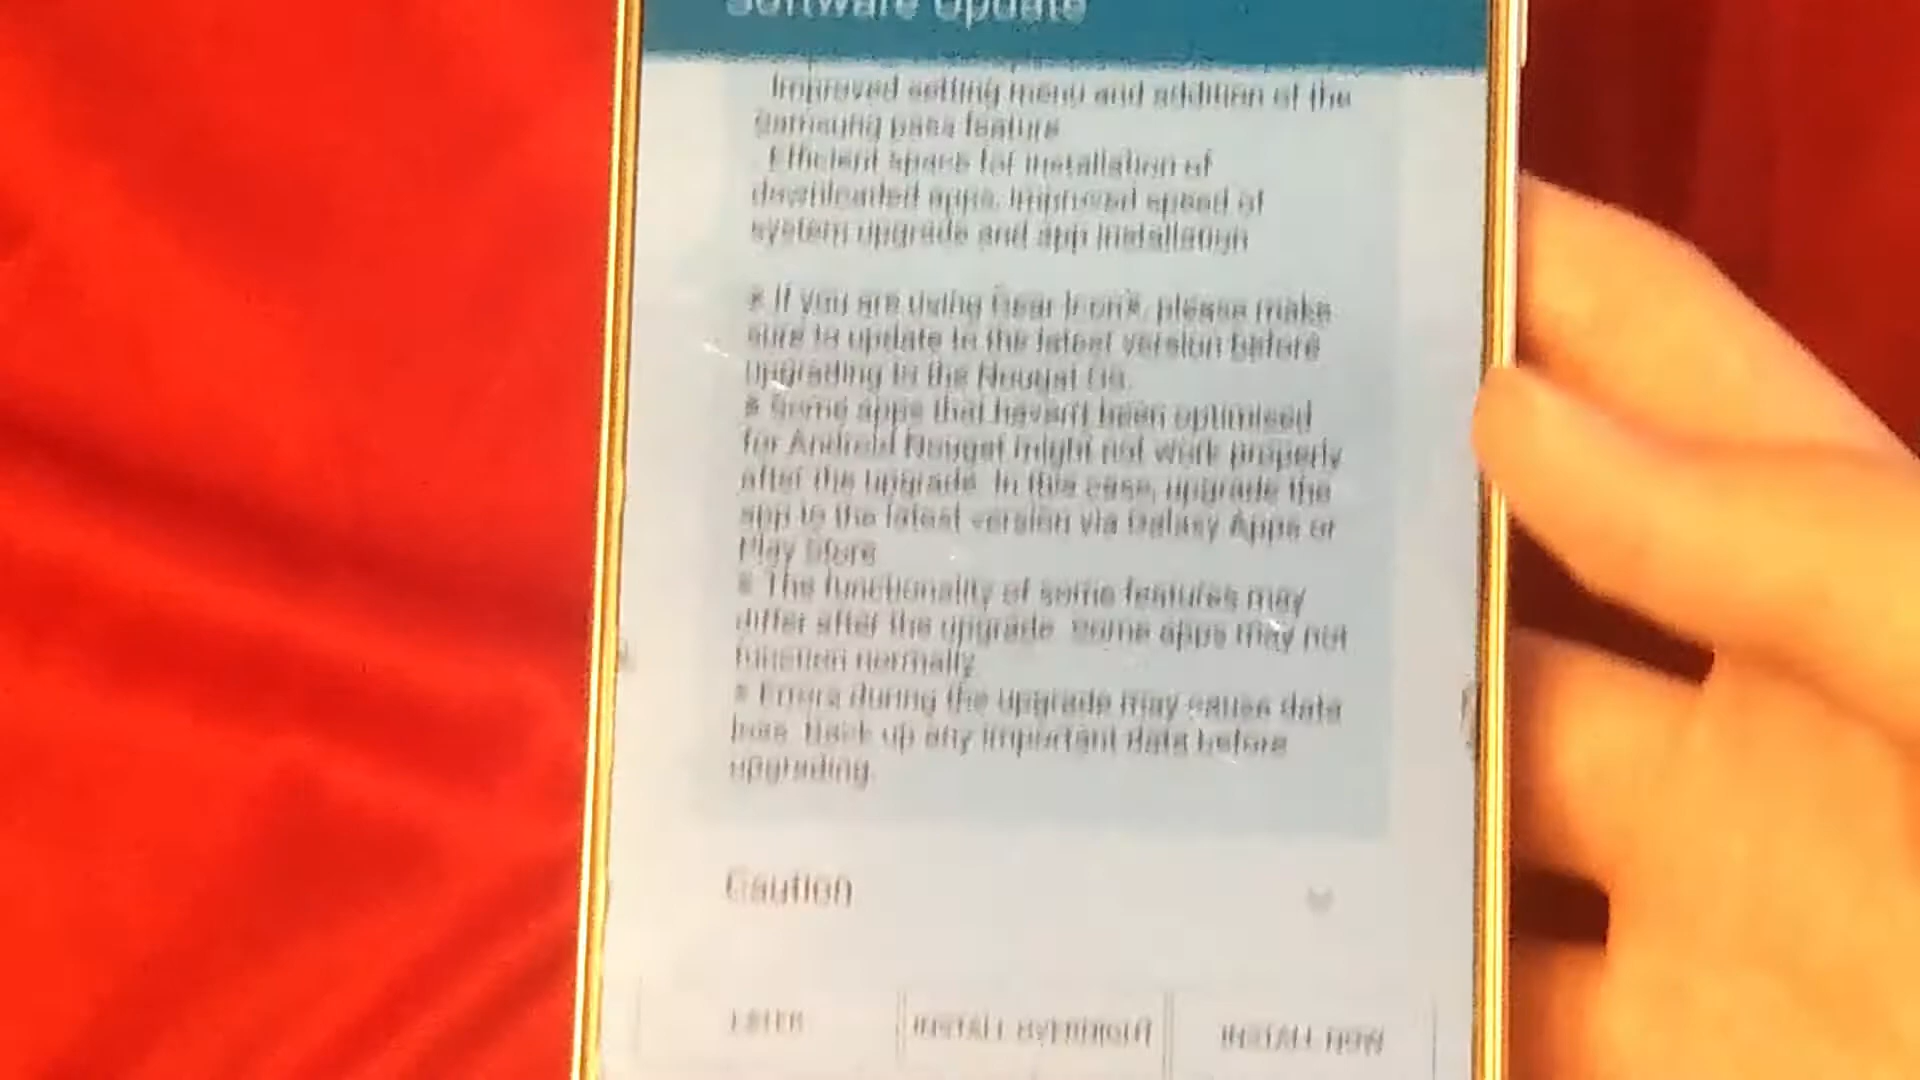 Software Update
Improved setting menu and addition of the
Samsung pass feature
Efficient space for installation of
downloaded apps, improved speed of
system upgrade and app installation
※ If you are using Gear IconX, please make
sure to update to the latest version before
upgrading to the Nougat OS.
※ Some apps that haven't been optimised
for Android Nougat might not work properly
after the upgrade. In this case, upgrade the
app to the latest version via Galaxy Apps or
Play Store
※ The functionality of some features may
differ after the upgrade. Some apps may not
function normally
※ Errors during the upgrade may cause data
loss. Back up any important data before
upgrading.
Caution
LATER
INSTALL OVERNIGHT
INSTALL NOW